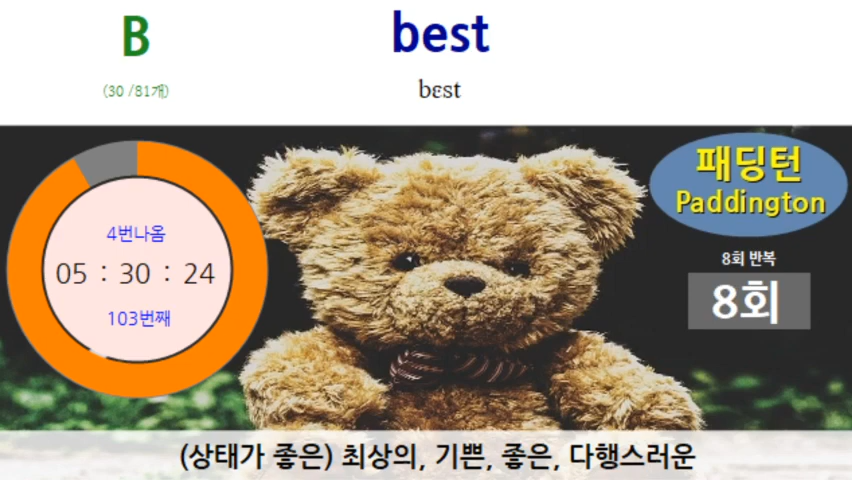 B
best
(30 /81개)
bɛst
패딩턴
Paddington
4번나옴
8회 반복
05 : 30 : 24
8회
103번째
(상태가 좋은) 최상의, 기쁜, 좋은, 다행스러운